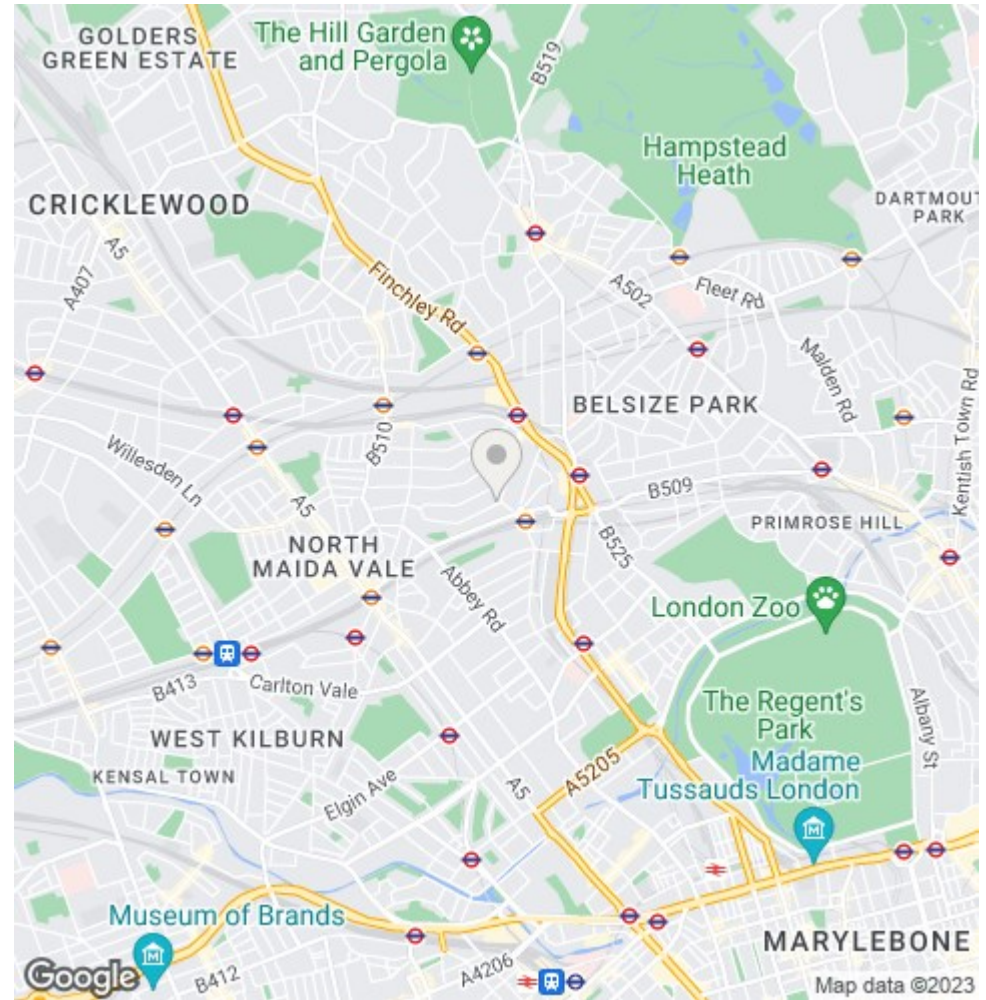 GOLDERS
GREEN ESTATE
The Hill Garden
and Pergola
B519
Hampstead
Heath
CRICKLEWOOD
DARTMOUT
PARK
A5
A407
Finchley Rd
A502
Fleet Rd
Malden Rd
Kentish Town Rd
BELSIZE PARK
B510
Willesden Ln
A5
B509
PRIMROSE HILL
NORTH
MAIDA VALE
B525
Abbey Rd
London Zoo
B413
Carlton Vale
The Regent's
Park
Albany St
WEST KILBURN
KENSAL TOWN
Elgin Ave
A5
A5205
Madame
Tussauds London
Museum of Brands
MARYLEBONE
Google
B412
A4206
Map data ©2023